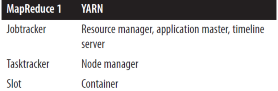 MapReduce 1 YARN
Jobtracker Resource manager, application master, timeline
server
Tasktracker Node manager
Slot Container